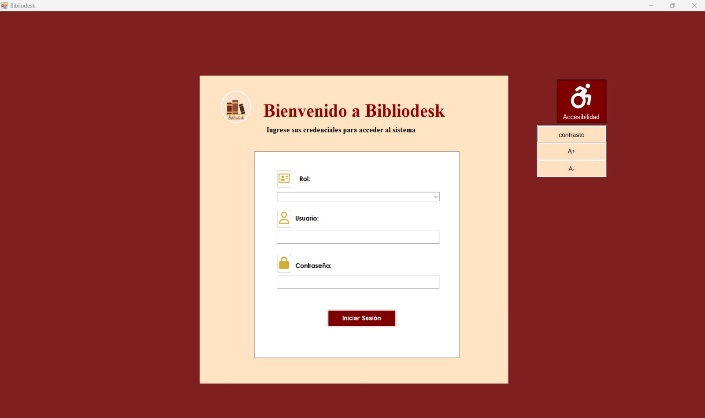 Bibliodesk
Bienvenido a Bibliodesk
Ingrese sus credenciales para acceder al sistema
Rol:
Usuario:
Contraseña:
Iniciar Sesión
Accesibilidad
contraste
A+
A-